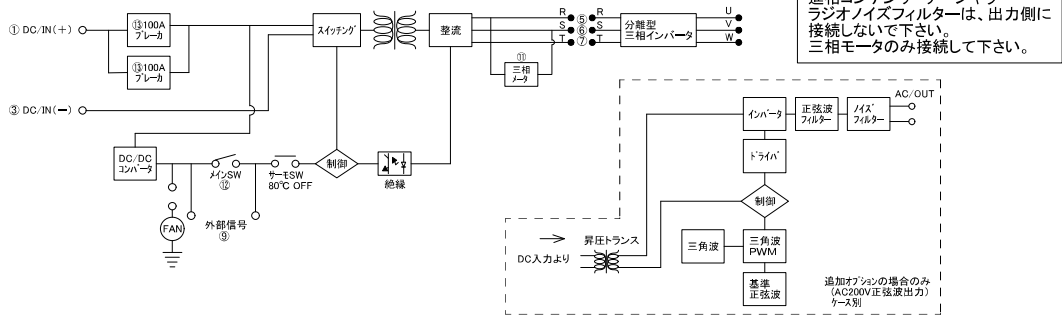 ラジオノイズフィルターは、出力側に
接続しないで下さい。
三相モータのみ接続して下さい。
① DC/IN(+)
⑬100A
ブレーカ
⑬100A
ブレーカ
③ DC/IN(-)
スイッチング
整流
R
S
T
⑤
⑥
⑦
R
S
T
分離型
三相インバータ
U
V
W
⑪
三相
メータ
DC/DC
コンバータ
メインSW
⑫
サーモSW
80℃ OFF
制御
絶縁
FAN
外部信号
⑨
AC/OUT
インバータ
正弦波
フィルター
ノイズ
フィルター
ドライバ
制御
昇圧トランス
DC入力より
三角波
三角波
PWM
基準
正弦波
追加オプションの場合のみ
(AC200V正弦波出力)
ケース別